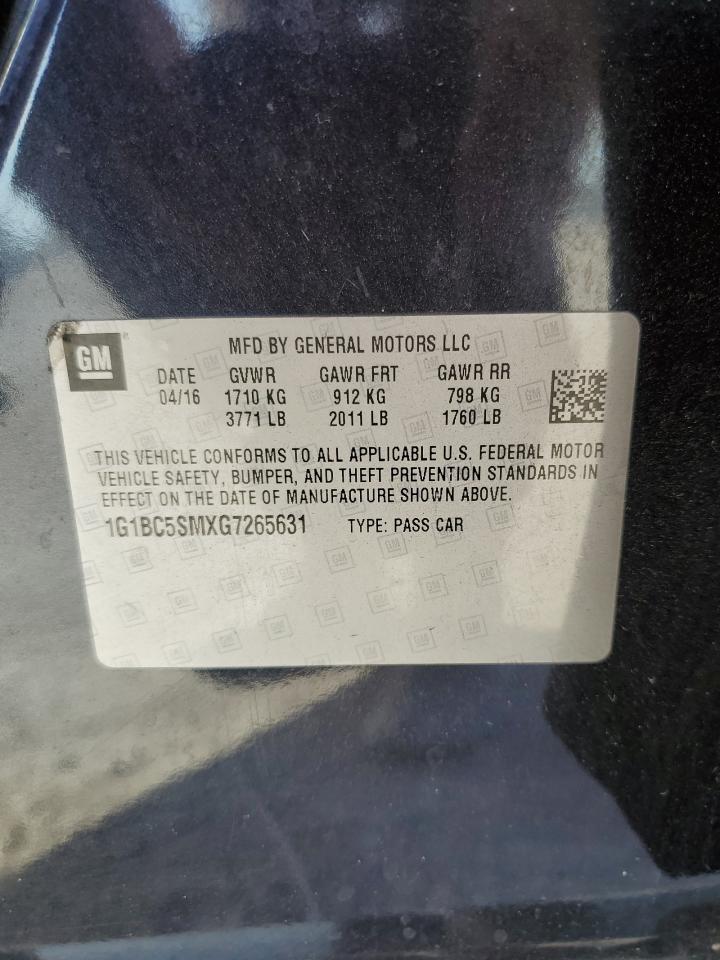 GM
MFD BY GENERAL MOTORS LLC
DATE GVWR GAWR FRT GAWR RR
04/16 1710 KG 912 KG 798 KG
3771 LB 2011 LB 1760 LB
THIS VEHICLE CONFORMS TO ALL APPLICABLE U.S. FEDERAL MOTOR
VEHICLE SAFETY, BUMPER, AND THEFT PREVENTION STANDARDS IN
EFFECT ON THE DATE OF MANUFACTURE SHOWN ABOVE.
1G1BC5SMXG7265631 TYPE: PASS CAR